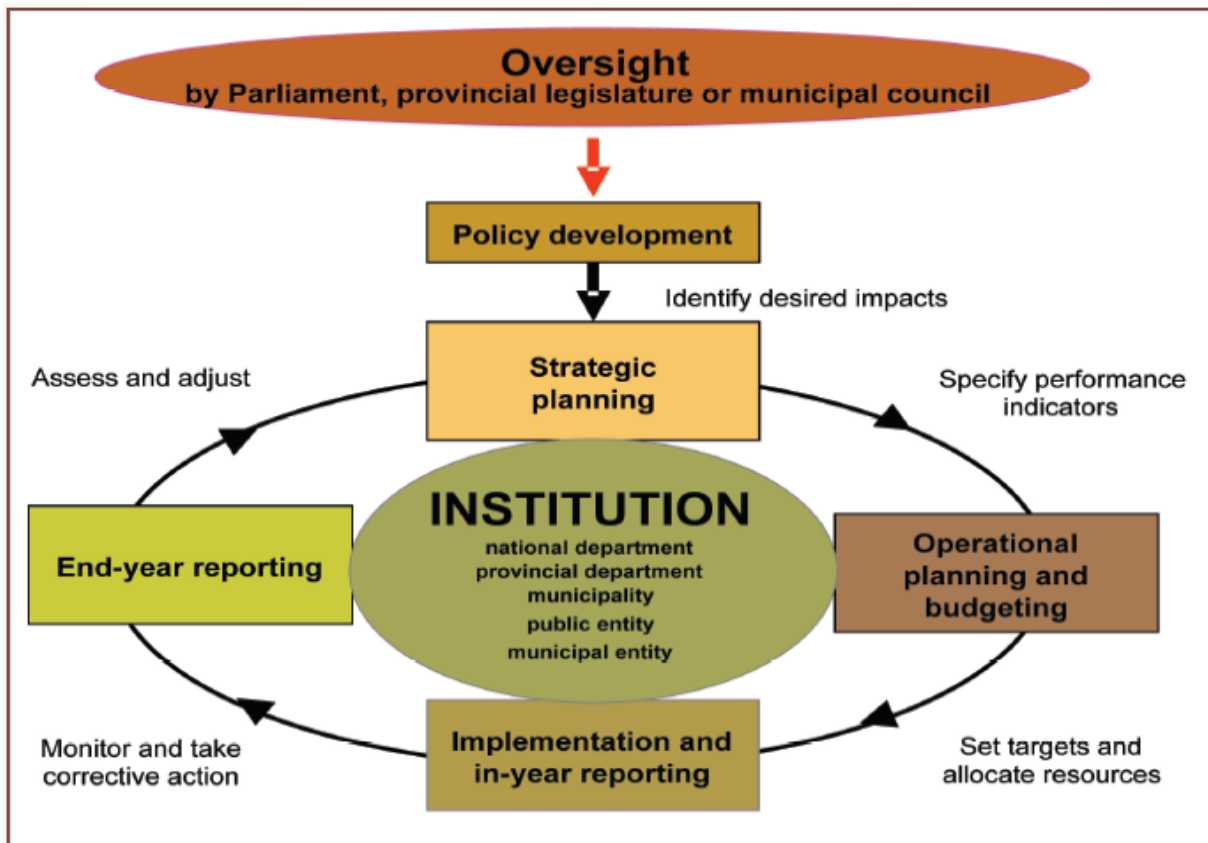 Oversight
by Parliament, provincial legislature or municipal council
Policy development
Identify desired impacts
Strategic
planning
Assess and adjust
Specify performance
indicators
INSTITUTION
national department
provincial department
municipality
public entity
municipal entity
End-year reporting
Operational
planning and
budgeting
Implementation and
in-year reporting
Monitor and take
corrective action
Set targets and
allocate resources